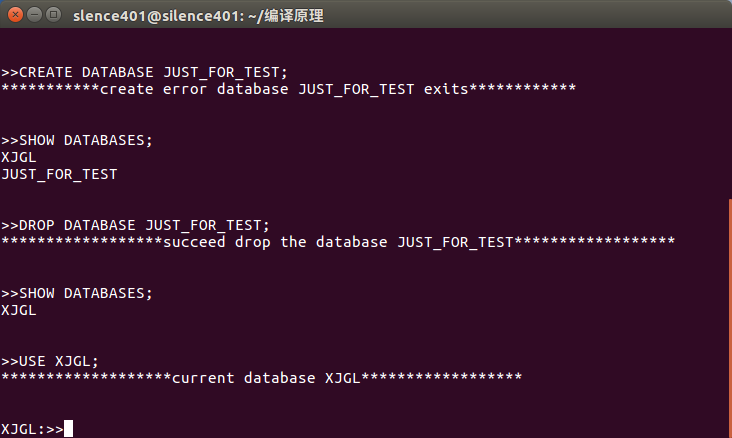 slence401@silence401: ~/编译原理
>>CREATE DATABASE JUST_FOR_TEST;
***********create error database JUST_FOR_TEST exits************
>>SHOW DATABASES;
XJGL
JUST_FOR_TEST
>>DROP DATABASE JUST_FOR_TEST;
******************succeed drop the database JUST_FOR_TEST******************
>>SHOW DATABASES;
XJGL
>>USE XJGL;
*******************current database XJGL******************
XJGL:>>